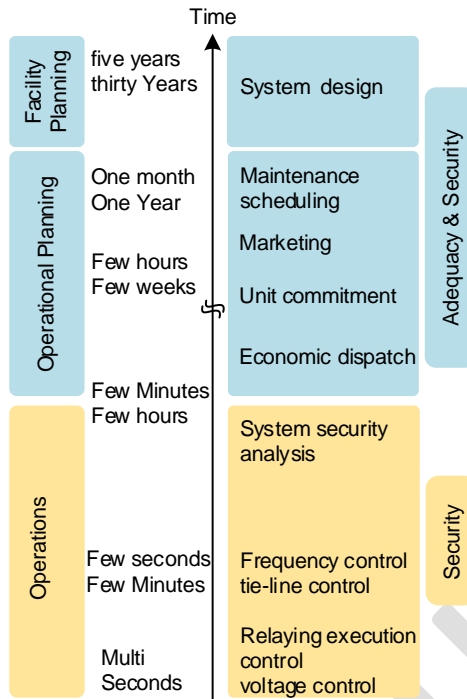 Time
Facility
Planning
five years
thirty Years
System design
Operational Planning
One month
One Year
Maintenance
scheduling
Marketing
Few hours
Few weeks
Unit commitment
Economic dispatch
Adequacy & Security
Few Minutes
Few hours
System security
analysis
Operations
Few seconds
Few Minutes
Frequency control
tie-line control
Security
Multi
Seconds
Relaying execution
control
voltage control